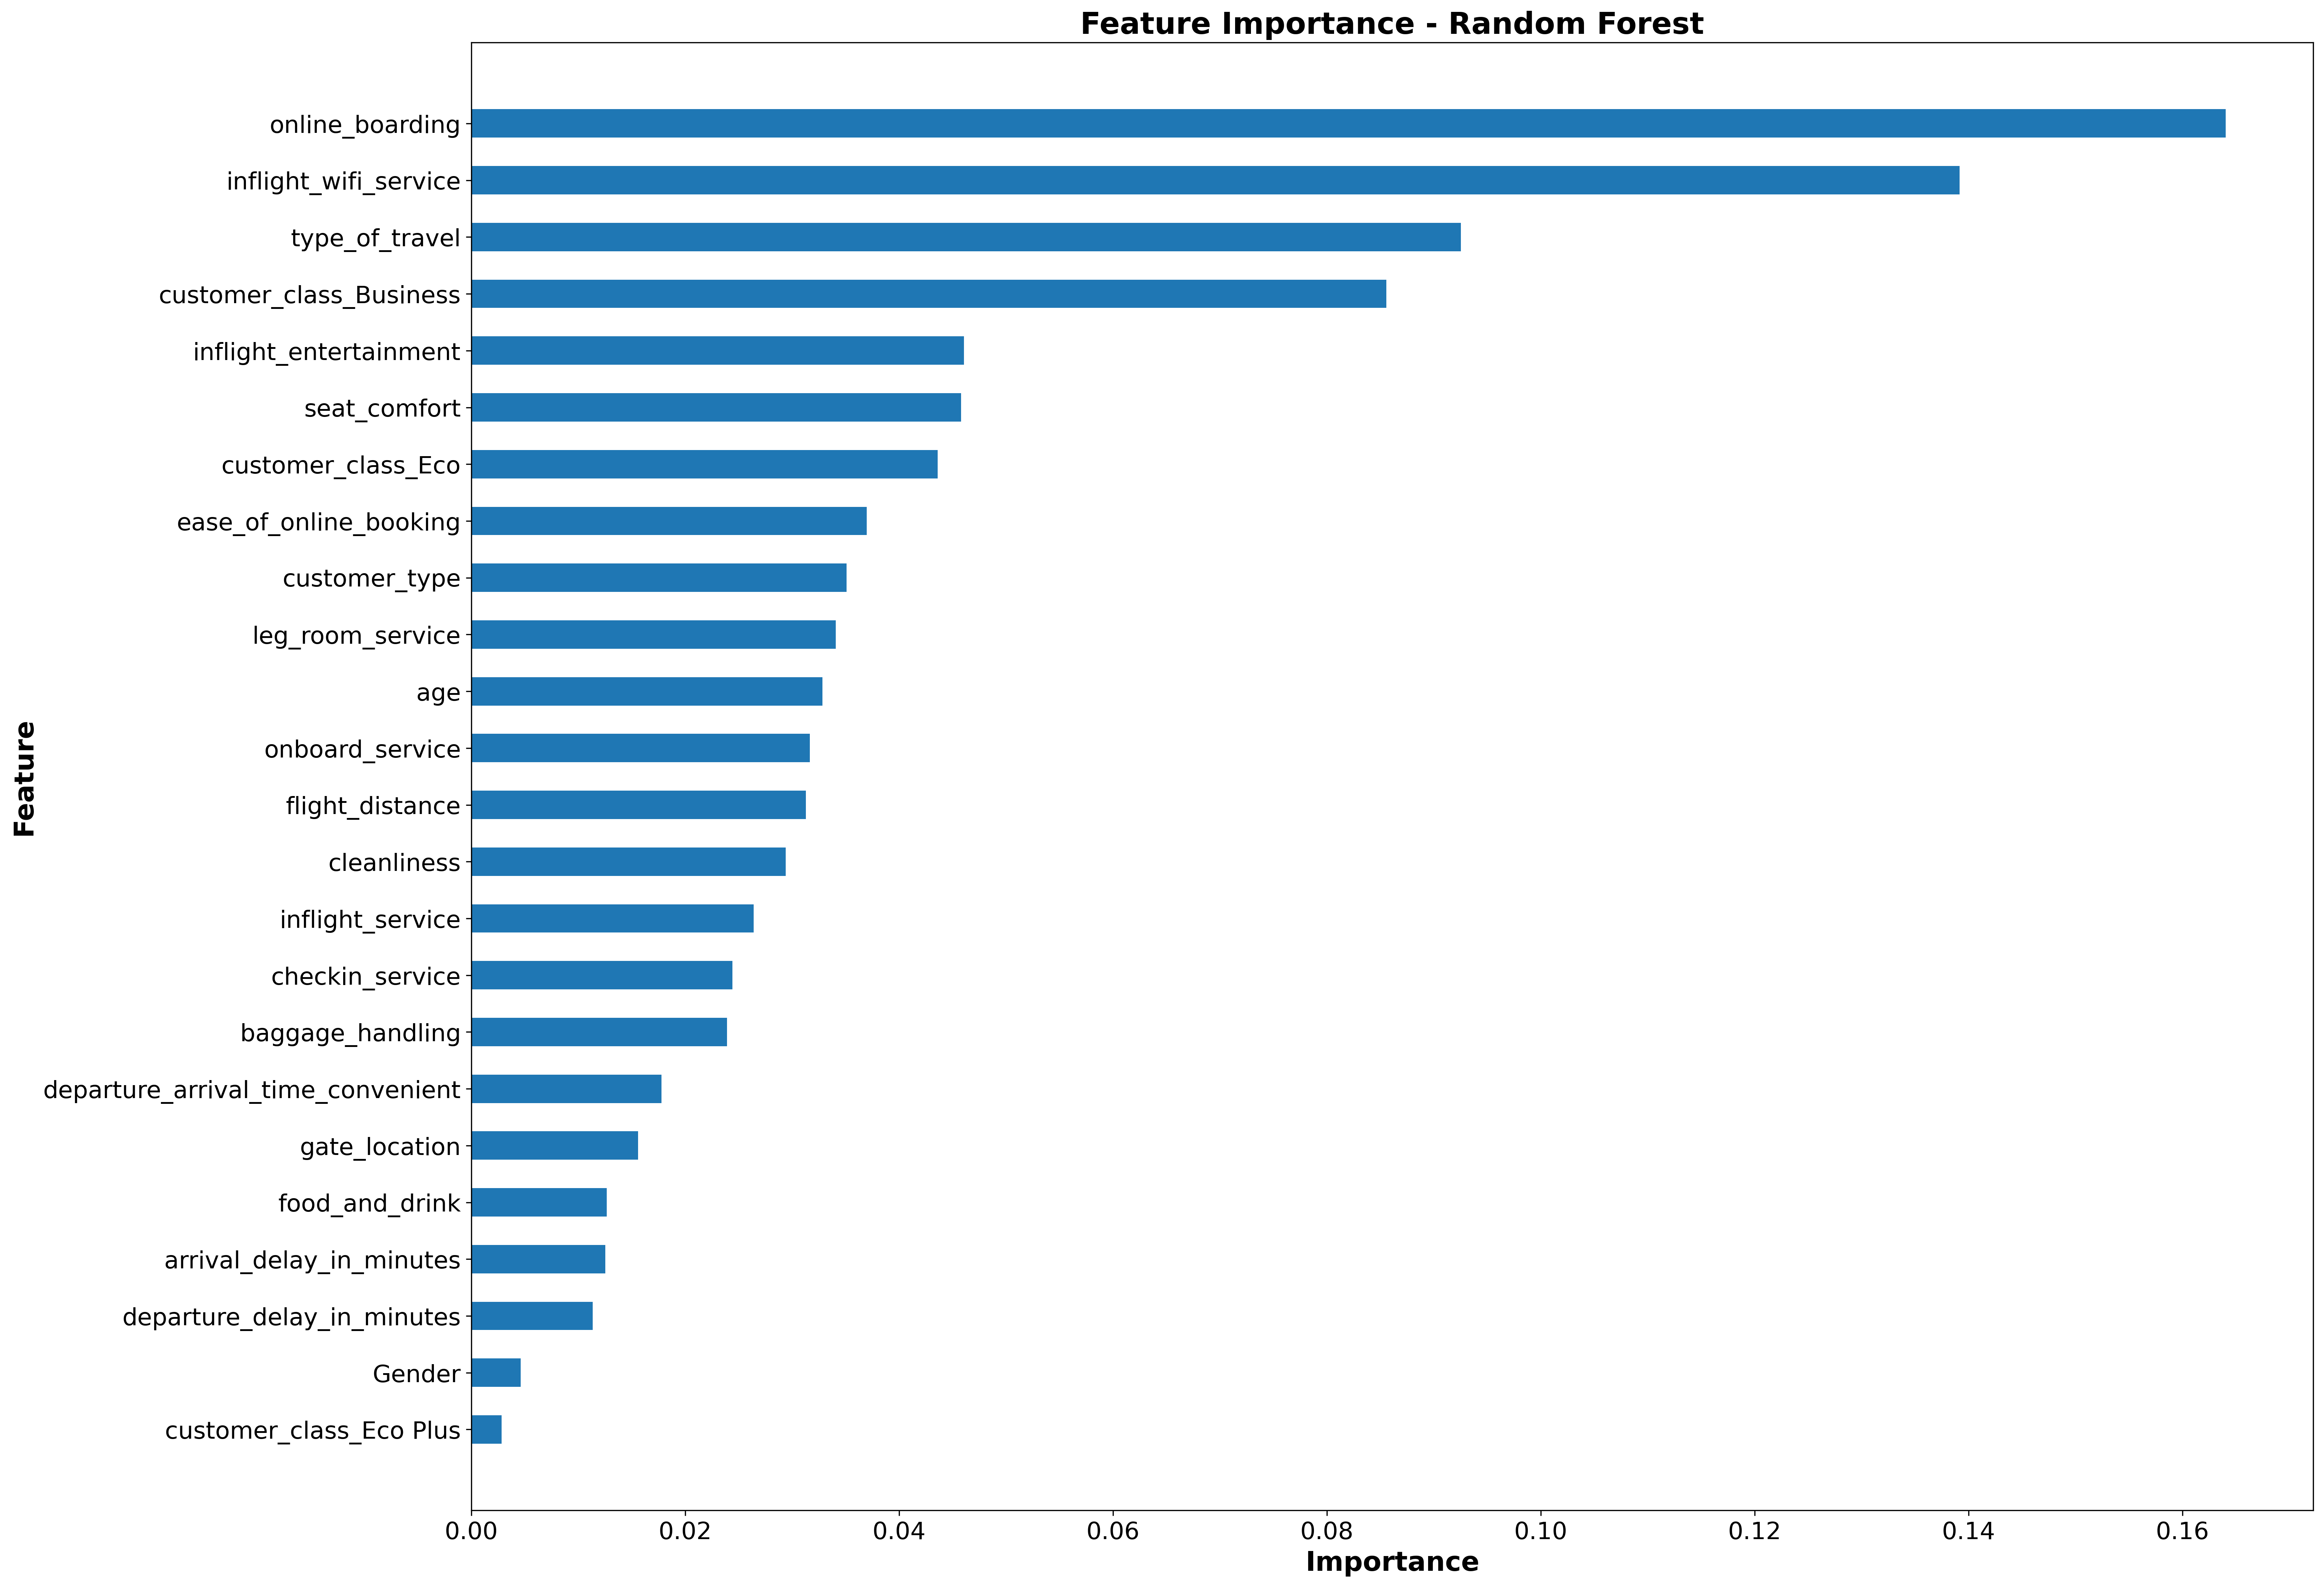 Feature Importance - Random Forest
online_boarding
inflight_wifi_service
type_of_travel
customer_class_Business
inflight_entertainment
seat_comfort
customer_class_Eco
ease_of_online_booking
customer_type
leg_room_service
age
onboard_service
flight_distance
cleanliness
inflight_service
checkin_service
baggage_handling
departure_arrival_time_convenient
gate_location
food_and_drink
arrival_delay_in_minutes
departure_delay_in_minutes
Gender
customer_class_Eco Plus
Feature
0.00 0.02 0.04 0.06 0.08 0.10 0.12 0.14 0.16
Importance